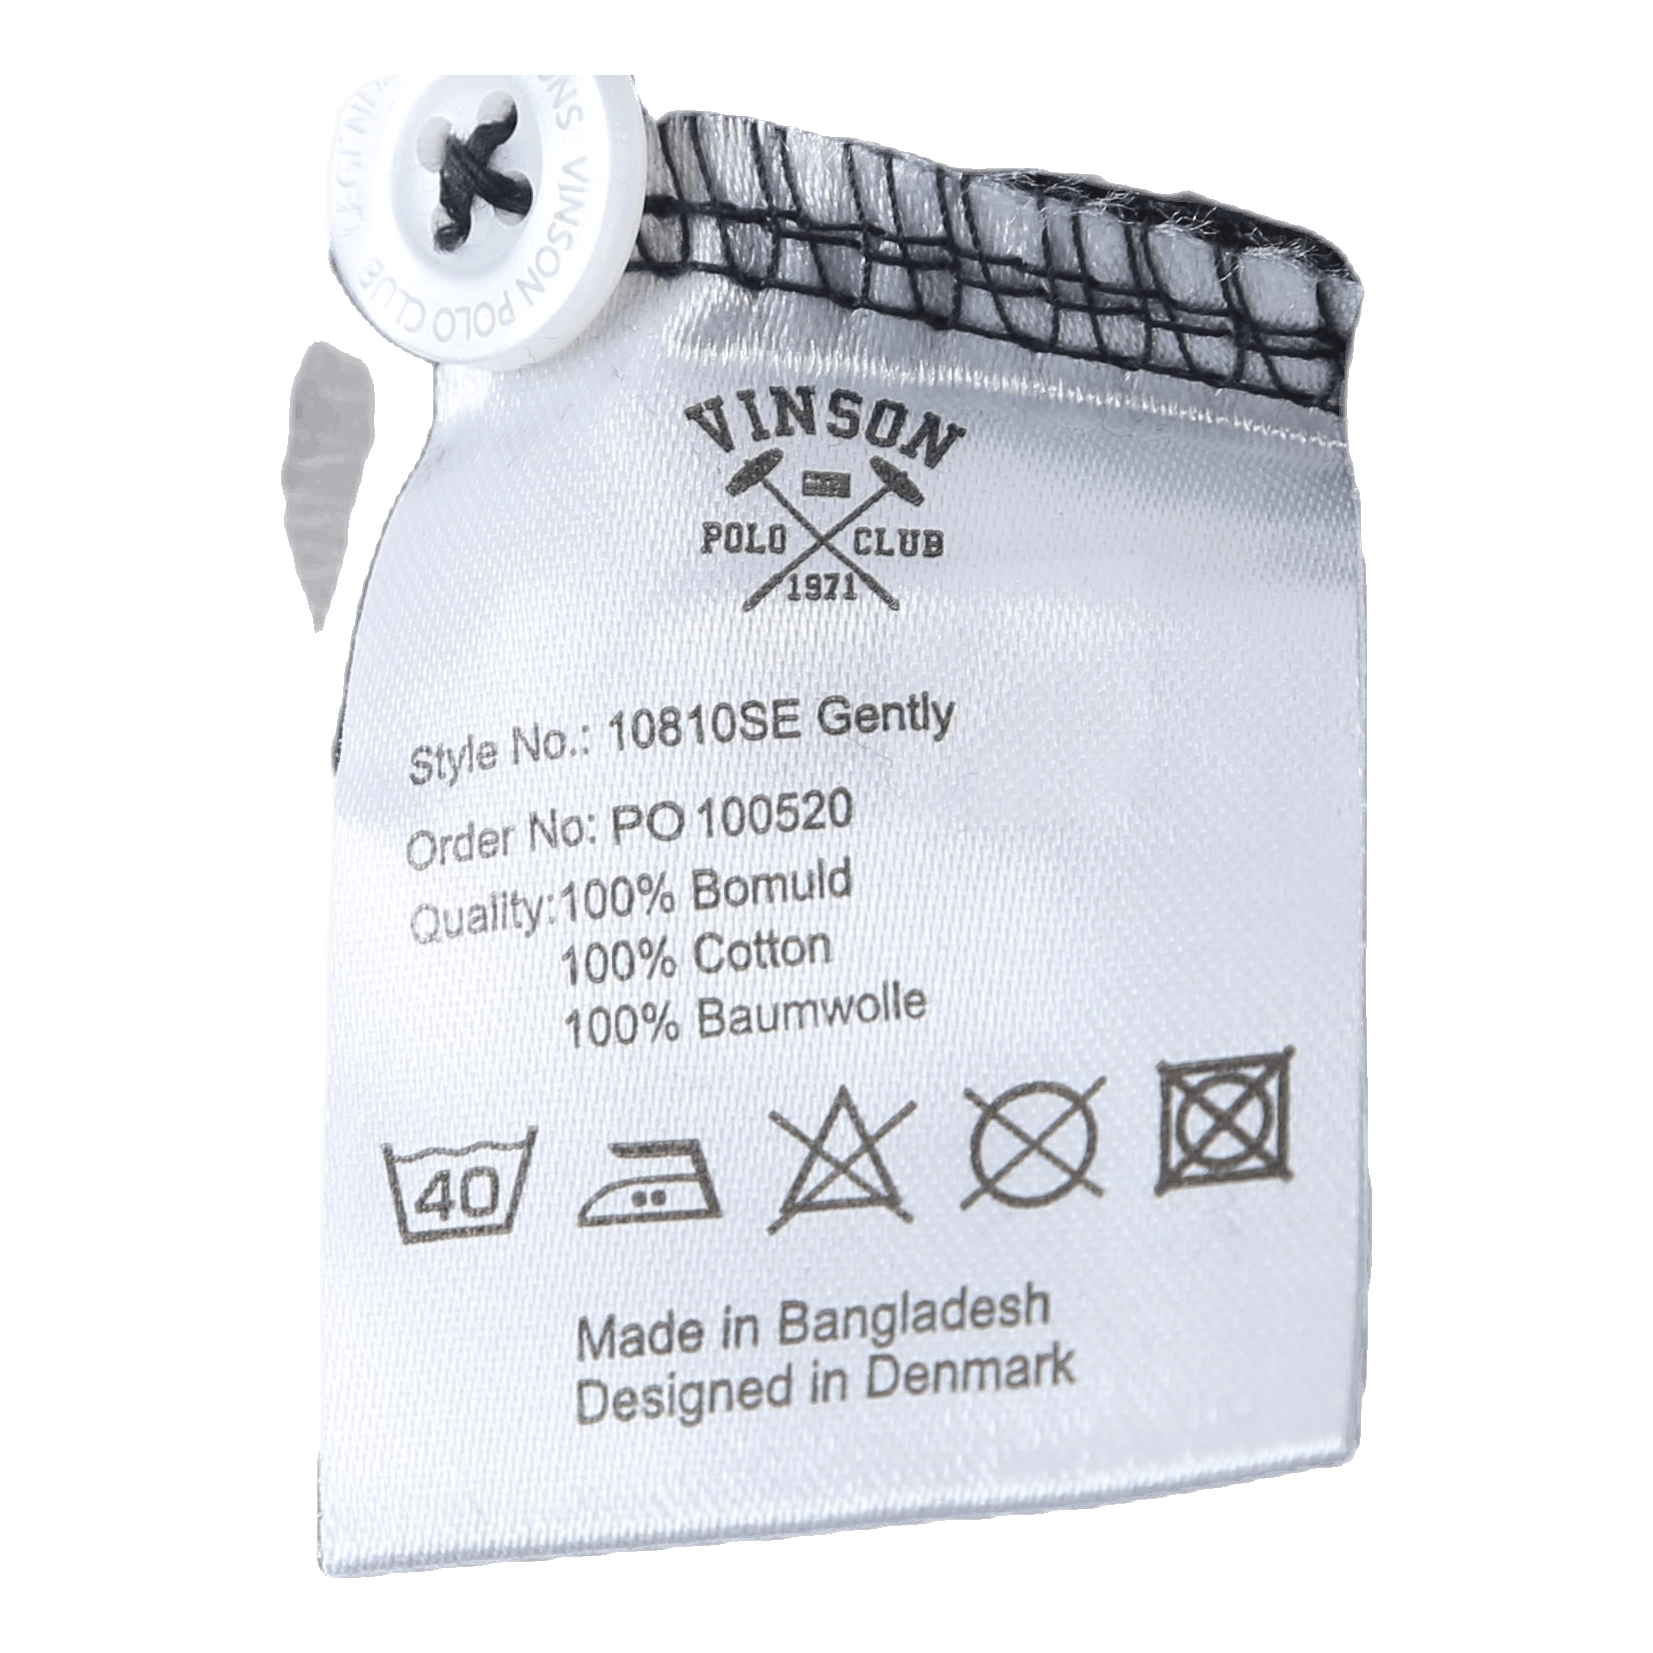 VINSON POLO CLUB
VINSON
POLO CLUB
1971
Style No.: 10810SE Gently
Order No: PO 100520
Quality:100% Bomuld
100% Cotton
100% Baumwolle
40
Made in Bangladesh
Designed in Denmark